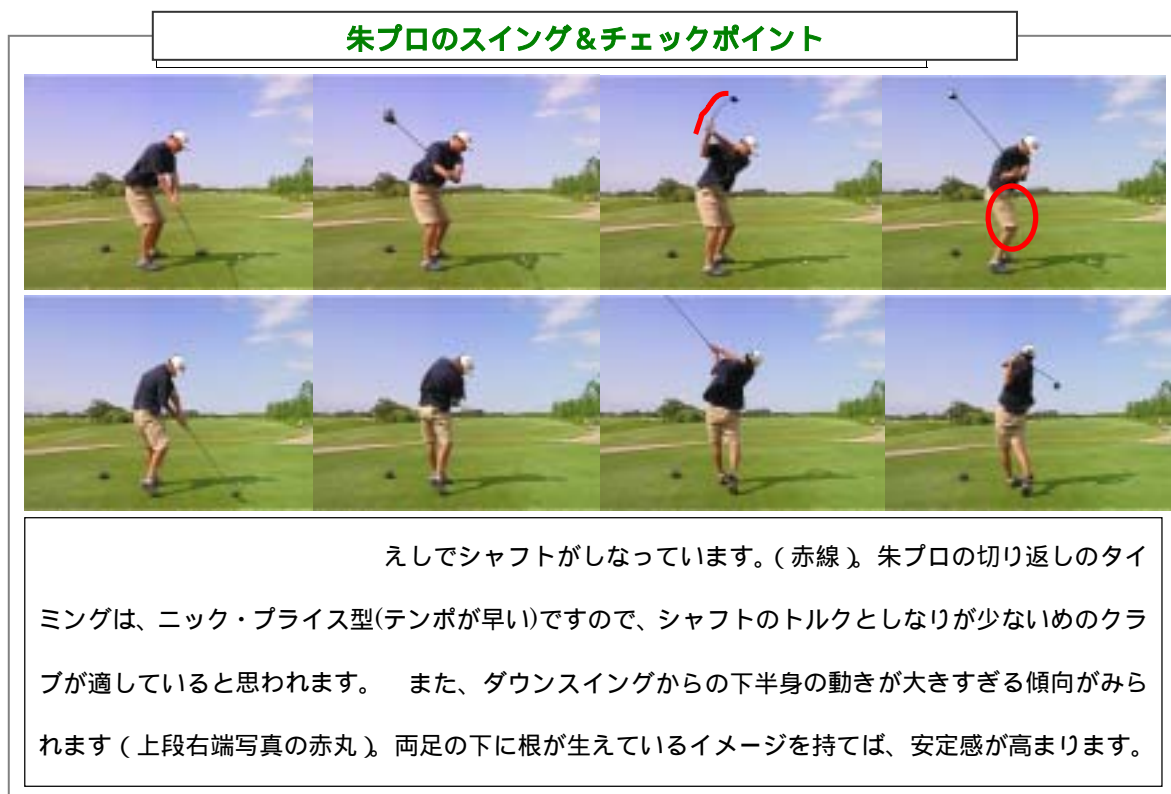 朱プロのスイング＆チェックポイント
えしでシャフトがしなっています。（赤線）。朱プロの切り返しのタイ
ミングは、ニック・プライス型(テンポが早い)ですので、シャフトのトルクとしなりが少ないめのクラ
ブが適していると思われます。　また、ダウンスイングからの下半身の動きが大きすぎる傾向がみら
れます（上段右端写真の赤丸）。両足の下に根が生えているイメージを持てば、安定感が高まります。